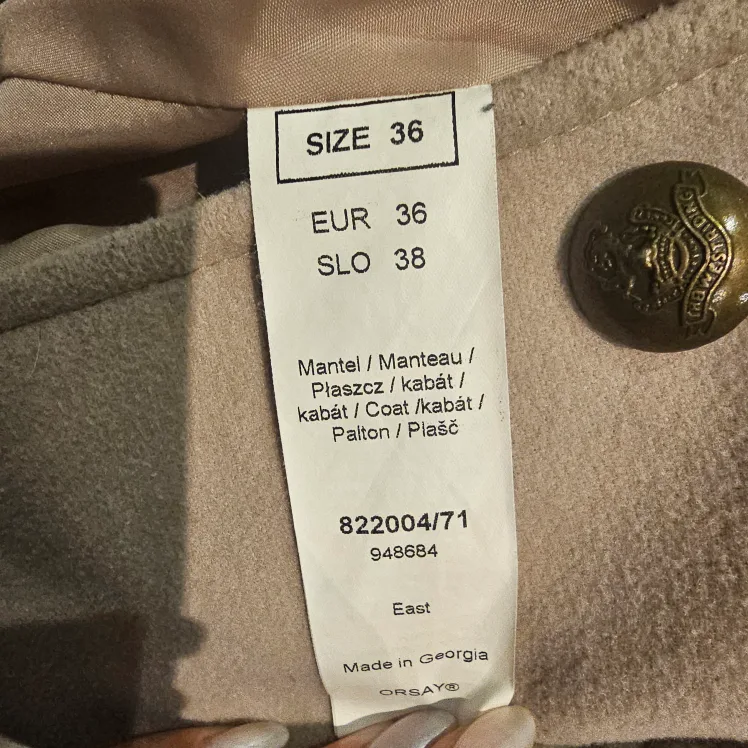 SIZE 36
EUR 36
SLO 38
Mantel / Manteau /
Płaszcz / kabát /
kabát / Coat /kabát /
Palton / Plašč
822004/71
948684
East
Made in Georgia
ORSAY®